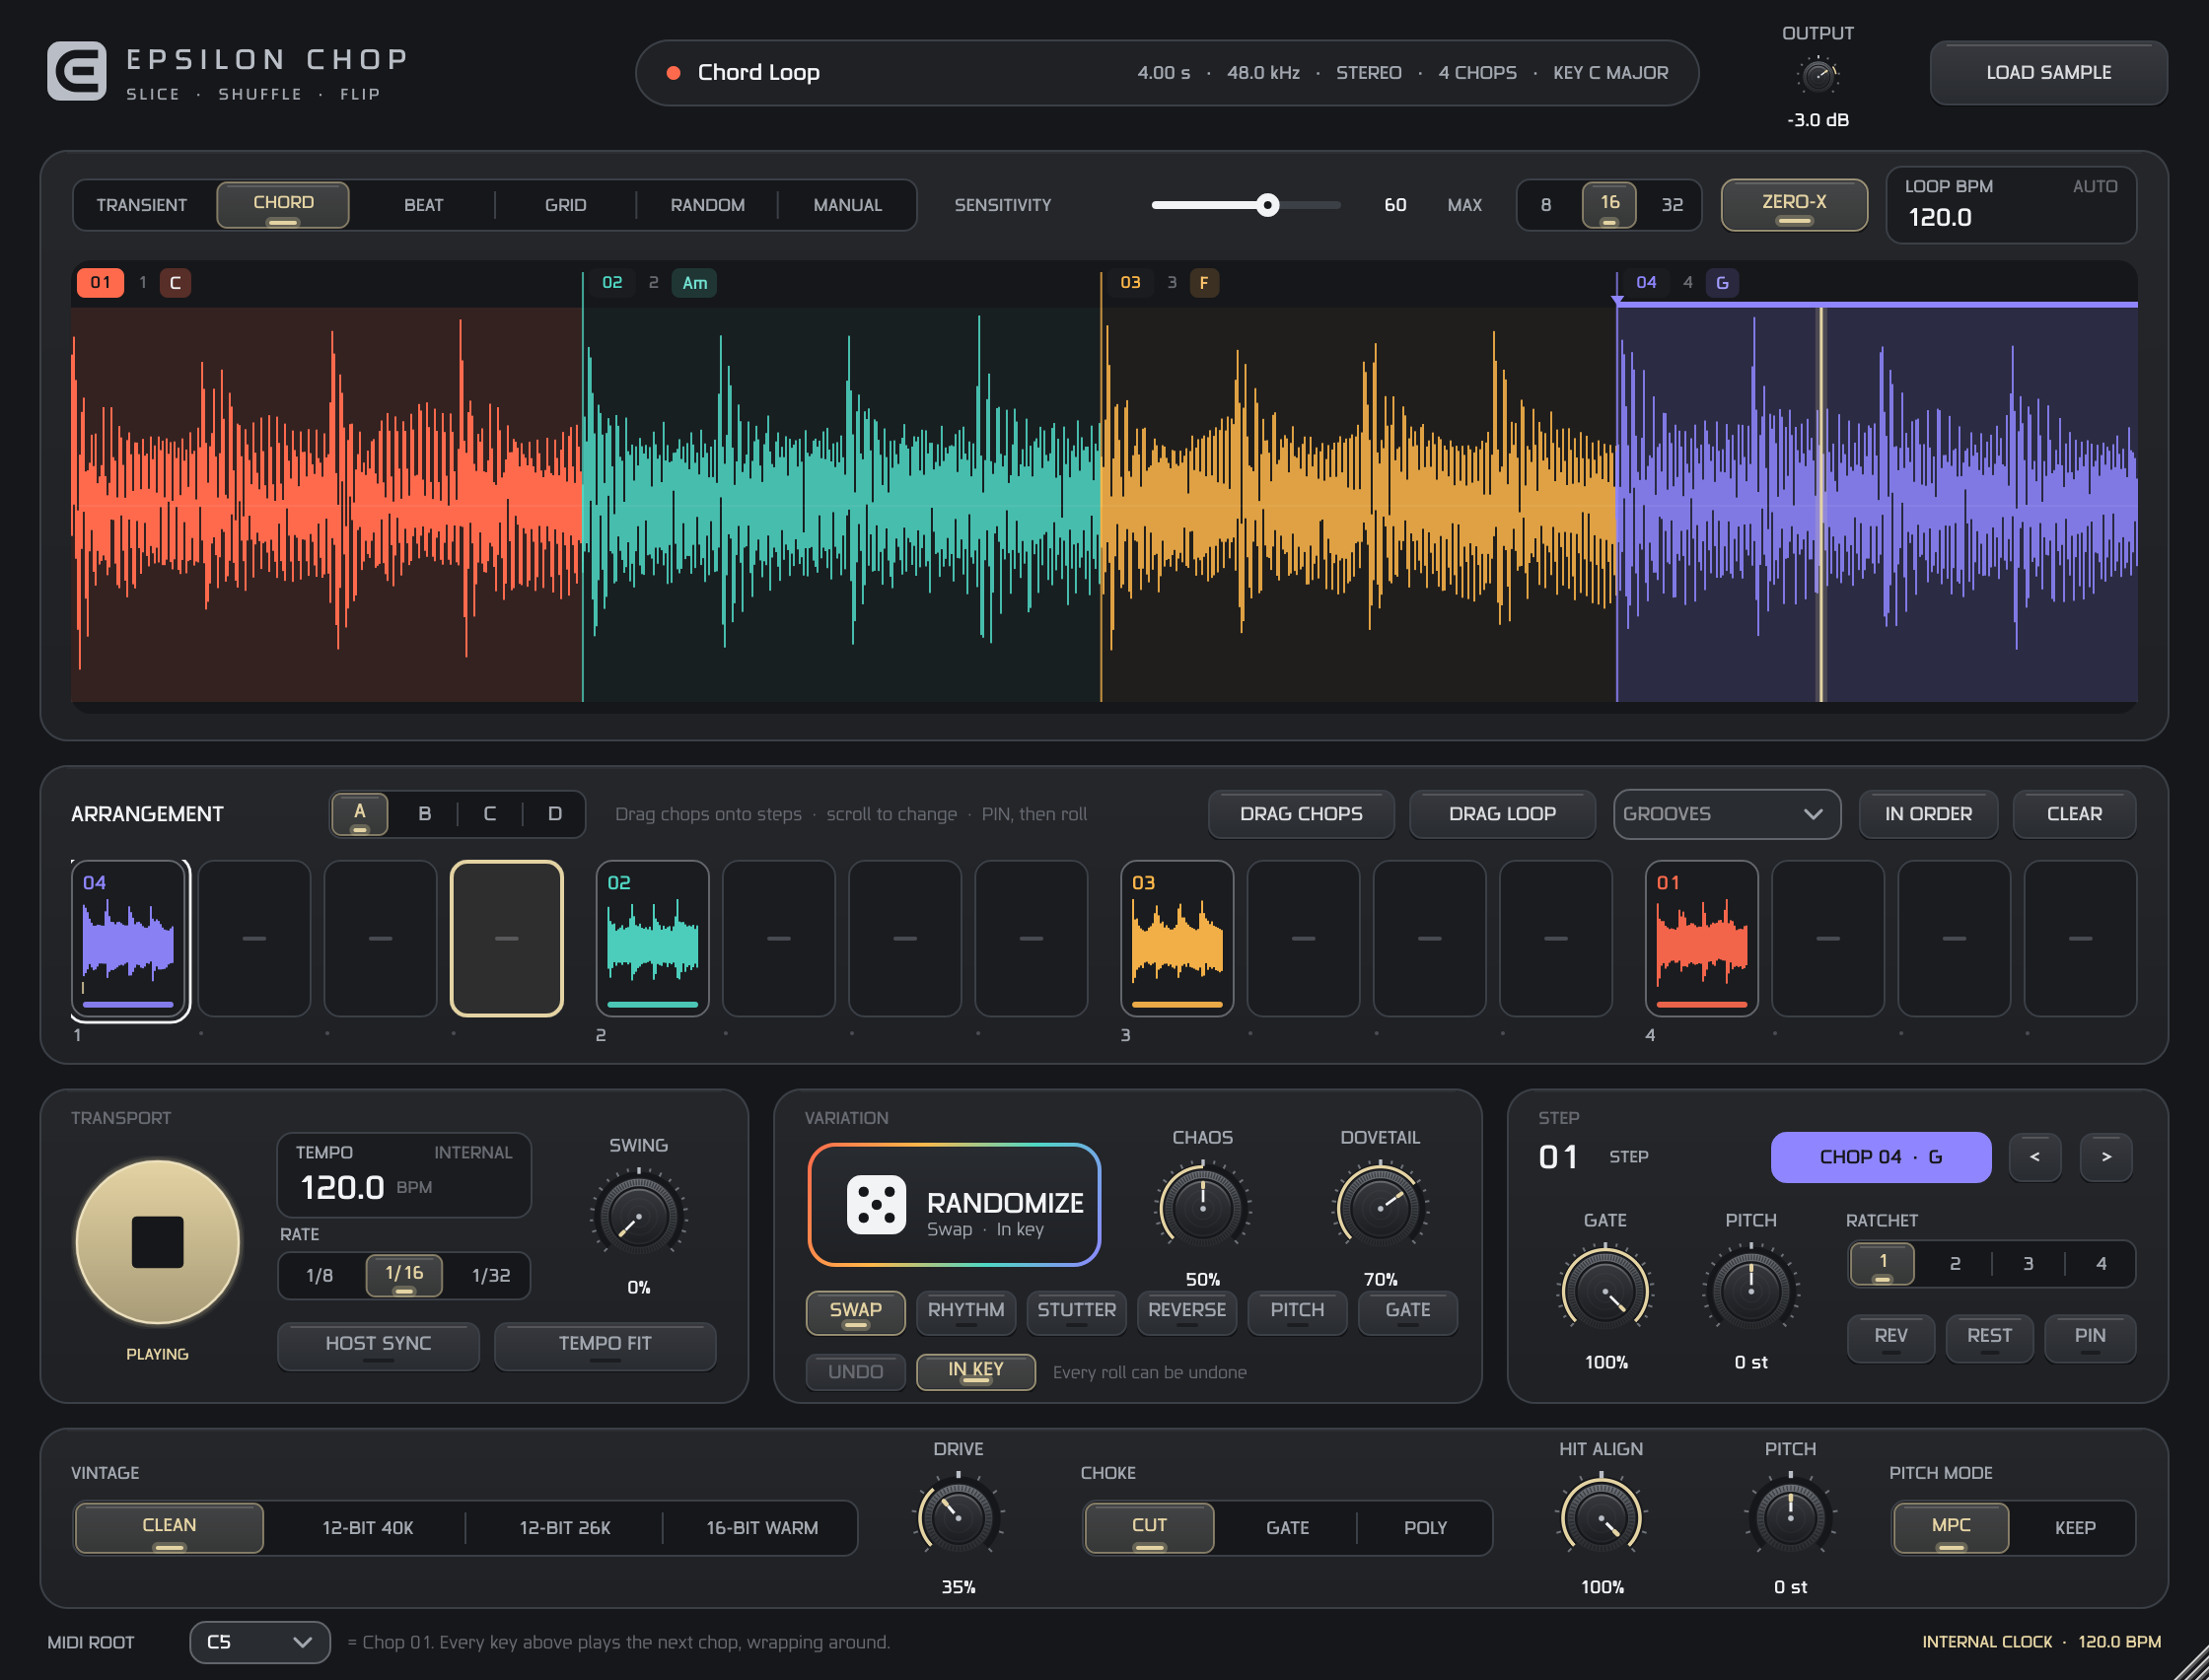 EPSILON CHOP
SLICE · SHUFFLE · FLIP
Chord Loop
4.00 s · 48.0 kHz · STEREO · 4 CHOPS · KEY C MAJOR
OUTPUT
-3.0 dB
LOAD SAMPLE
TRANSIENT CHORD BEAT GRID RANDOM MANUAL
SENSITIVITY 60
MAX 8 16 32
ZERO-X
LOOP BPM AUTO
120.0
01 1 C
02 2 Am
03 3 F
04 4 G
ARRANGEMENT
A B C D
Drag chops onto steps · scroll to change · PIN, then roll
DRAG CHOPS
DRAG LOOP
GROOVES
IN ORDER
CLEAR
04 02 03 01
1 2 3 4
TRANSPORT
PLAYING
TEMPO INTERNAL
120.0 BPM
RATE
1/8 1/16 1/32
SWING
0%
HOST SYNC
TEMPO FIT
VARIATION
RANDOMIZE
Swap · In key
CHAOS
50%
DOVETAIL
70%
SWAP RHYTHM STUTTER REVERSE PITCH GATE
UNDO IN KEY Every roll can be undone
STEP
01 STEP
CHOP 04 · G
< >
GATE
100%
PITCH
0 st
RATCHET
1 2 3 4
REV REST PIN
VINTAGE
CLEAN 12-BIT 40K 12-BIT 26K 16-BIT WARM
DRIVE
35%
CHOKE
CUT GATE POLY
HIT ALIGN
100%
PITCH
0 st
PITCH MODE
MPC KEEP
MIDI ROOT C5 = Chop 01. Every key above plays the next chop, wrapping around.
INTERNAL CLOCK · 120.0 BPM